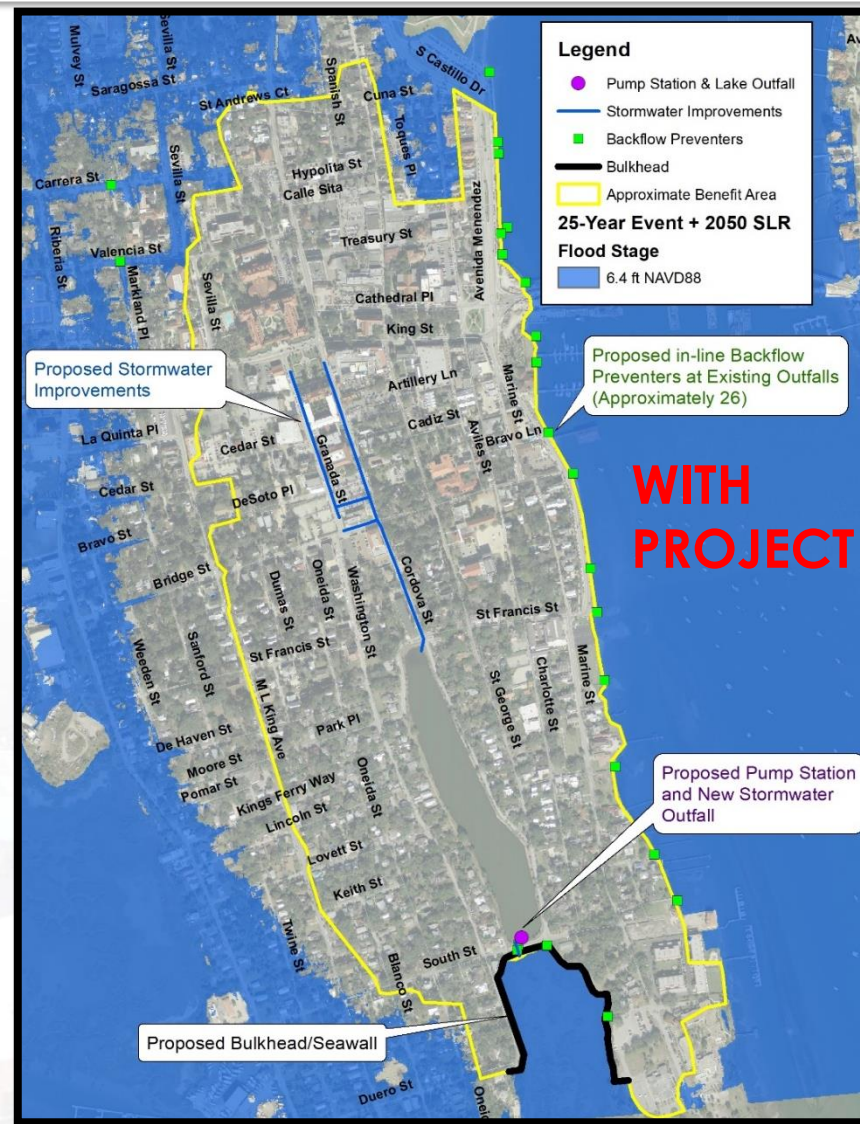 Mulvey St
Sevilla St
Saragossa St
St Andrews Ct
Spanish St
Cuna St
S Castillo Dr
Toques Pl
Sevilla St
Carrera St
Hypolita St
Calle Sita
Riberia St
Valencia St
Markland Pl
Sevilla St
Treasury St
Avenida Menendez
Cathedral Pl
King St
Legend
Pump Station & Lake Outfall
Stormwater Improvements
Backflow Preventers
Bulkhead
Approximate Benefit Area
25-Year Event + 2050 SLR
Flood Stage
6.4 ft NAVD88
Av
Proposed Stormwater
Improvements
Artillery Ln
Marine St
Proposed in-line Backflow
Preventers at Existing Outfalls
(Approximately 26)
La Quinta Pl
Cedar St
Granada St
Cadiz St
Aviles St
Bravo Ln
WITH
PROJECT
Cedar St
DeSoto Pl
Bravo St
Bridge St
Dumas St
Oneida St
Washington St
Cordova St
St Francis St
Weeden St
Sanford St
St Francis St
M L King Ave
St George St
Charlotte St
Marine St
De Haven St
Park Pl
Moore St
Pomar St
Kings Ferry Way
Oneida St
Lincoln St
Proposed Pump Station
and New Stormwater
Outfall
Lovett St
Keith St
Twine St
Blanco St
South St
Proposed Bulkhead/Seawall
Duero St
Oneid